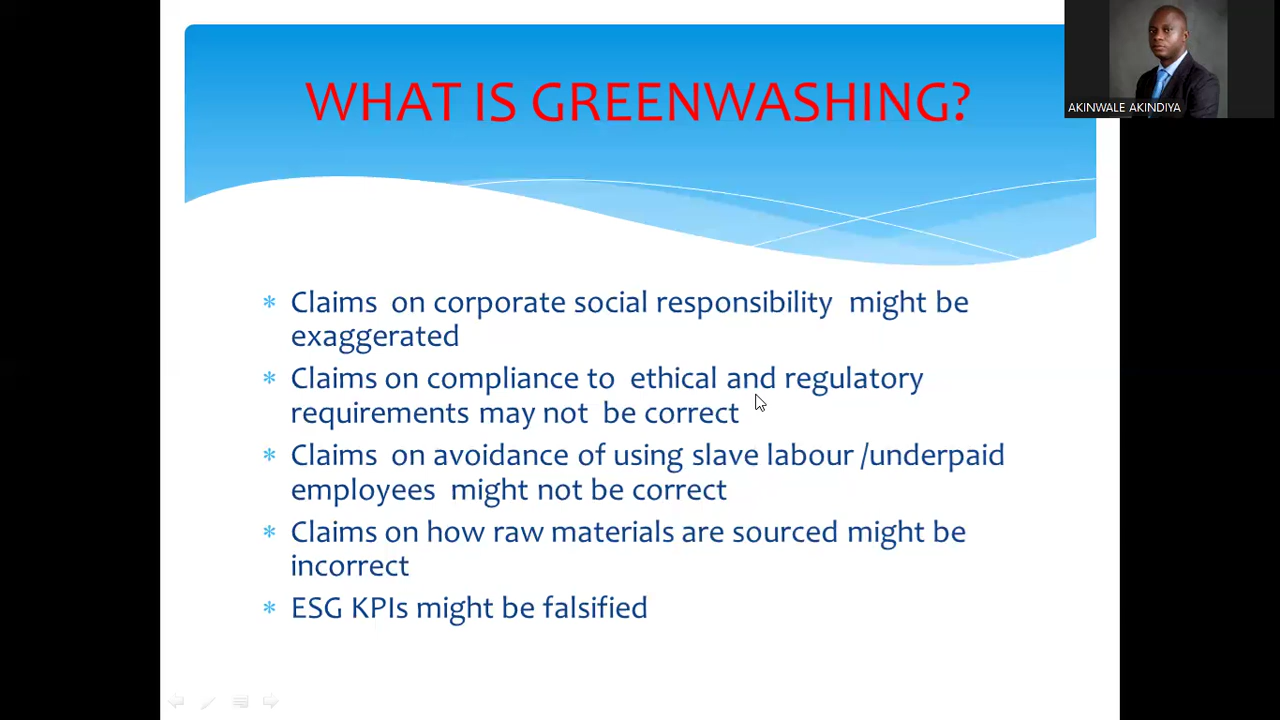 WHAT IS GREENWASHING?
AKINWALE AKINDIYA
* Claims on corporate social responsibility might be
exaggerated
* Claims on compliance to ethical and regulatory
requirements may not be correct
* Claims on avoidance of using slave labour /underpaid
employees might not be correct
* Claims on how raw materials are sourced might be
incorrect
* ESG KPIs might be falsified